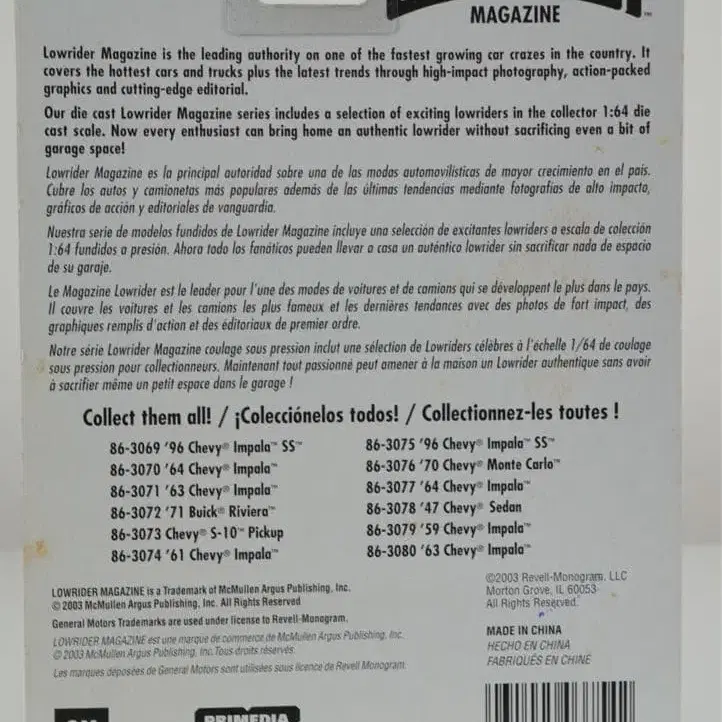 MAGAZINE
Lowrider Magazine is the leading authority on one of the fastest growing car crazes in the country. It
covers the hottest cars and trucks plus the latest trends through high-impact photography, action-packed
graphics and cutting-edge editorial.
Our die cast Lowrider Magazine series includes a selection of exciting lowriders in the collector 1:64 die
cast scale. Now every enthusiast can bring home an authentic lowrider without sacrificing even a bit of
garage space!
Lowrider Magazine es la principal autoridad sobre una de las modas automovilísticas de mayor crecimiento en el país.
Cubre los autos y camionetas más populares además de las últimas tendencias mediante fotografías de alto impacto,
gráficos de acción y editoriales de vanguardia.
Nuestra serie de modelos fundidos de Lowrider Magazine incluye una selección de excitantes lowriders a escala de colección
1:64 fundidos a presión. Ahora todo los fanáticos pueden llevar a casa un auténtico lowrider sin sacrificar nada de espacio
de su garaje.
Le Magazine Lowrider est le leader pour l'une des modes de voitures et de camions qui se développent le plus dans le pays.
Il couvre les voitures et les camions les plus fameux et les dernières tendances avec des photos de fort impact, des
graphiques remplis d'action et des éditoriaux de premier ordre.
Notre série Lowrider Magazine coulage sous pression inclut une sélection de Lowriders célèbres à l'échelle 1/64 de coulage
sous pression pour collectionneurs. Maintenant tout passionné peut amener à la maison un Lowrider authentique sans avoir
à sacrifier même un petit espace dans le garage !
Collect them all! / ¡Colecciónelos todos! / Collectionnez-les toutes !
86-3069 '96 Chevy® Impala™ SS™
86-3070 '64 Chevy® Impala™
86-3071 '63 Chevy® Impala™
86-3072 '71 Buick® Riviera™
86-3073 Chevy® S-10™ Pickup
86-3074 '61 Chevy® Impala™
86-3075 '96 Chevy® Impala™ SS™
86-3076 '70 Chevy® Monte Carlo™
86-3077 '64 Chevy® Impala™
86-3078 '47 Chevy® Sedan
86-3079 '59 Chevy® Impala™
86-3080 '63 Chevy® Impala™
LOWRIDER MAGAZINE is a Trademark of McMullen Argus Publishing, Inc.
© 2003 McMullen Argus Publishing, Inc. All Rights Reserved
General Motors Trademarks are used under license to Revell-Monogram.
LOWRIDER MAGAZINE est une marque de commerce de McMullen Argus Publishing, Inc.
© 2003 McMullen Argus Publishing, Inc. Tous droits réservés.
Les marques déposées de General Motors sont utilisées sous licence de Revell Monogram.
©2003 Revell-Monogram, LLC
Morton Grove, IL 60053
All Rights Reserved.
MADE IN CHINA
HECHO EN CHINA
FABRIQUÉS EN CHINE
PRIMEDIA